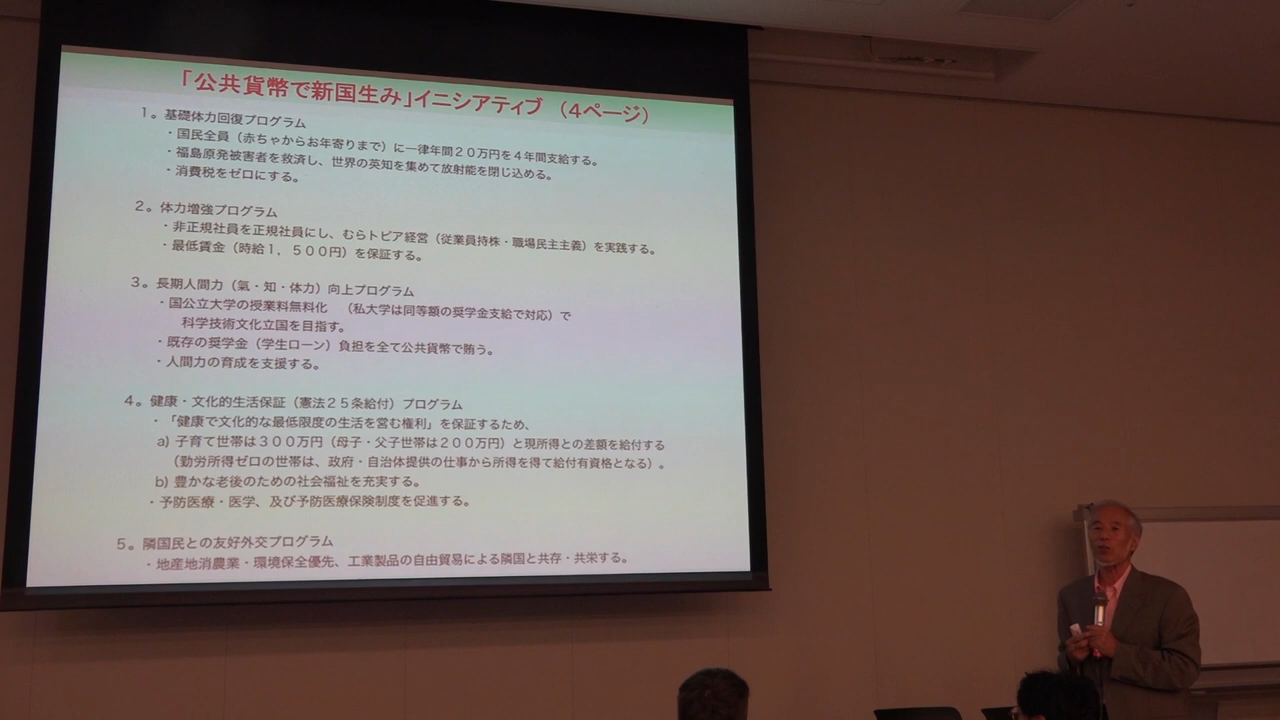 「公共貨幣で新国生み」イニシアティブ （4ページ）
1。基礎体力回復プログラム
・国民全員（赤ちゃからお年寄りまで）に一律年間２０万円を４年間支給する。
・福島原発被害者を救済し、世界の英知を集めて放射能を閉じ込める。
・消費税をゼロにする。
2。体力増強プログラム
・非正規社員を正規社員にし、むらトピア経営（従業員持株・職場民主主義）を実践する。
・最低賃金（時給１，５００円）を保証する。
3。長期人間力（氣・知・体力）向上プログラム
・国公立大学の授業料無料化 （私大学は同等額の奨学金支給で対応）で
科学技術文化立国を目指す。
・既存の奨学金（学生ローン）負担を全て公共貨幣で賄う。
・人間力の育成を支援する。
4。健康・文化的生活保証（憲法２５条給付）プログラム
・「健康で文化的な最低限度の生活を営む権利」を保証するため、
a) 子育て世帯は３００万円（母子・父子世帯は２００万円）と現所得との差額を給付する
（勤労所得ゼロの世帯は、政府・自治体提供の仕事から所得を得て給付有資格となる）。
b) 豊かな老後のための社会福祉を充実する。
・予防医療・医学、及び予防医療保険制度を促進する。
5。隣国民との友好外交プログラム
・地産地消農業・環境保全優先、工業製品の自由貿易による隣国と共存・共栄する。